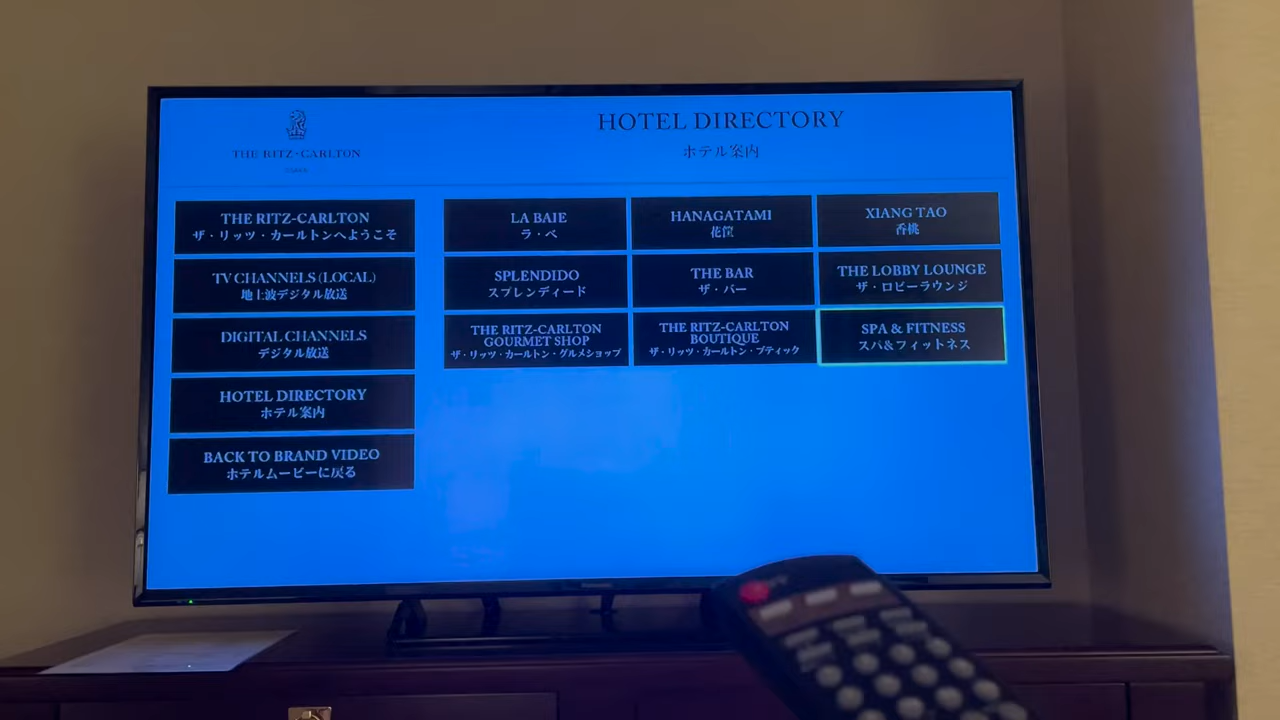 THE RITZ-CARLTON
OSAKA
HOTEL DIRECTORY
ホテル案内
THE RITZ-CARLTON
ザ・リッツ・カールトンへようこそ
TV CHANNELS (LOCAL)
地上波デジタル放送
DIGITAL CHANNELS
デジタル放送
HOTEL DIRECTORY
ホテル案内
BACK TO BRAND VIDEO
ホテルムービーに戻る
LA BAIE
ラ・ベ
HANAGATAMI
花筐
XIANG TAO
香桃
SPLENDIDO
スプレンディード
THE BAR
ザ・バー
THE LOBBY LOUNGE
ザ・ロビーラウンジ
THE RITZ-CARLTON
GOURMET SHOP
ザ・リッツ・カールトン・グルメショップ
THE RITZ-CARLTON
BOUTIQUE
ザ・リッツ・カールトン・ブティック
SPA & FITNESS
スパ&フィットネス